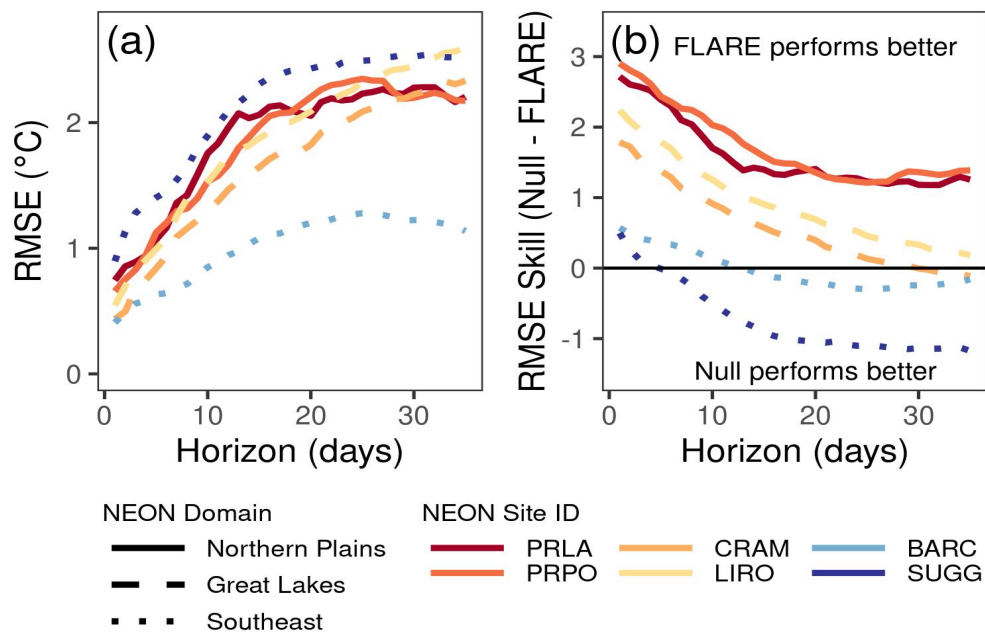 (a)
RMSE (°C)
2
1
0
0 10 20 30
Horizon (days)
(b)
FLARE performs better
RMSE Skill (Null - FLARE)
3
2
1
0
-1
Null performs better
0 10 20 30
Horizon (days)
NEON Domain
Northern Plains
Great Lakes
Southeast
NEON Site ID
PRLA CRAM BARC
PRPO LIRO SUGG